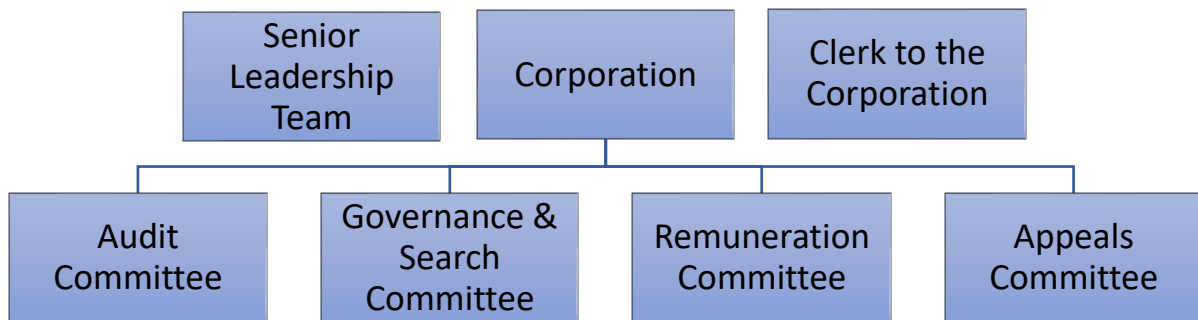 Senior
Leadership
Team
Corporation
Clerk to the
Corporation
Audit
Committee
Governance &
Search
Committee
Remuneration
Committee
Appeals
Committee